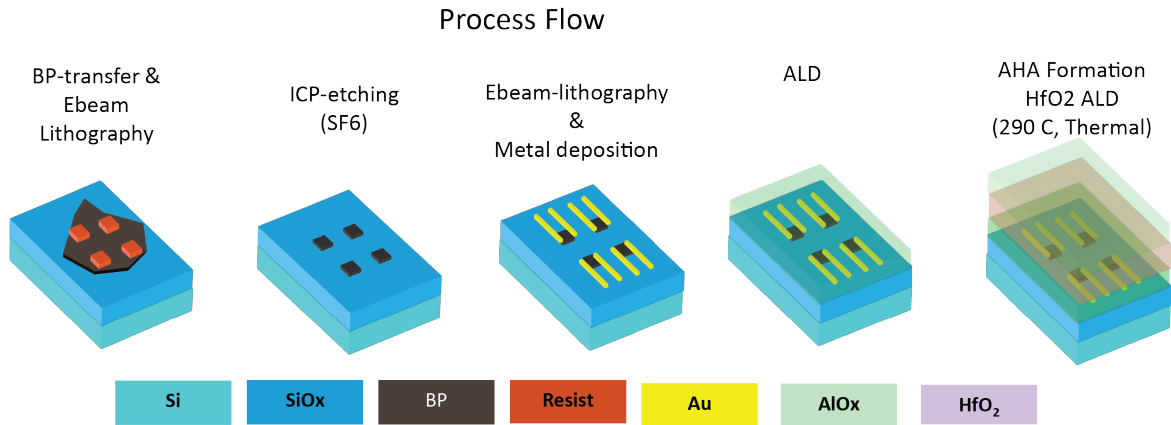 Process Flow
BP-transfer &
Ebeam
Lithography
ICP-etching
(SF6)
Ebeam-lithography
&
Metal deposition
ALD
AHA Formation
HfO2 ALD
(290 C, Thermal)
Si
SiOx
BP
Resist
Au
AlOx
HfO₂